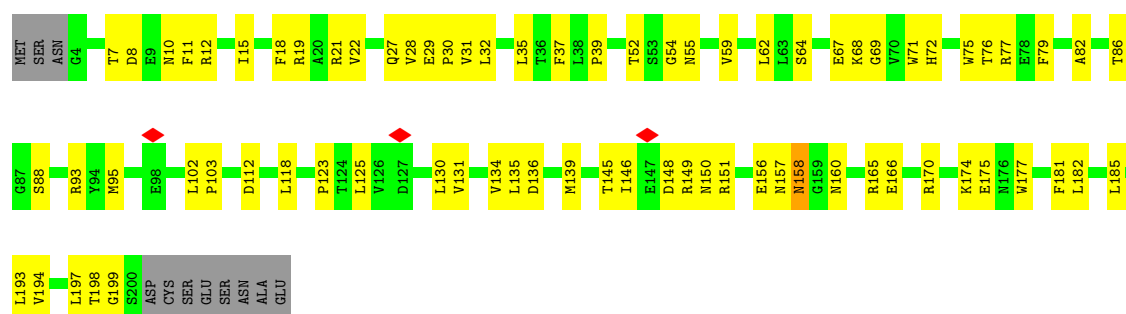 MET SER ASN G4 T7 D8 E9 N10 F11 R12 I15 F18 R19 A20 R21 V22 Q27 V28 E29 P30 V31 L32 L35 T36 F37 L38 P39 T52 S53 G54 N55 V59 L62 L63 S64 E67 K68 G69 V70 W71 H72 W75 T76 R77 E78 F79 A82 T86
G87 S88 R93 Y94 M95 E98 L102 P103 D112 L118 P123 T124 L125 V126 D127 L130 V131 V134 L135 D136 M139 T145 I146 E147 D148 R149 N150 R151 E156 N157 N158 G159 N160 R165 E166 R170 K174 E175 N176 W177 F181 L182 L185
L193 V194 L197 T198 G199 S200 ASP CYS SER GLU SER ASN ALA GLU